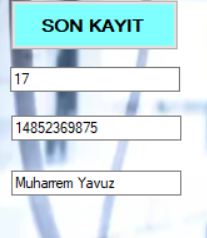 SON KAYIT
17
14852369875
Muharrem Yavuz